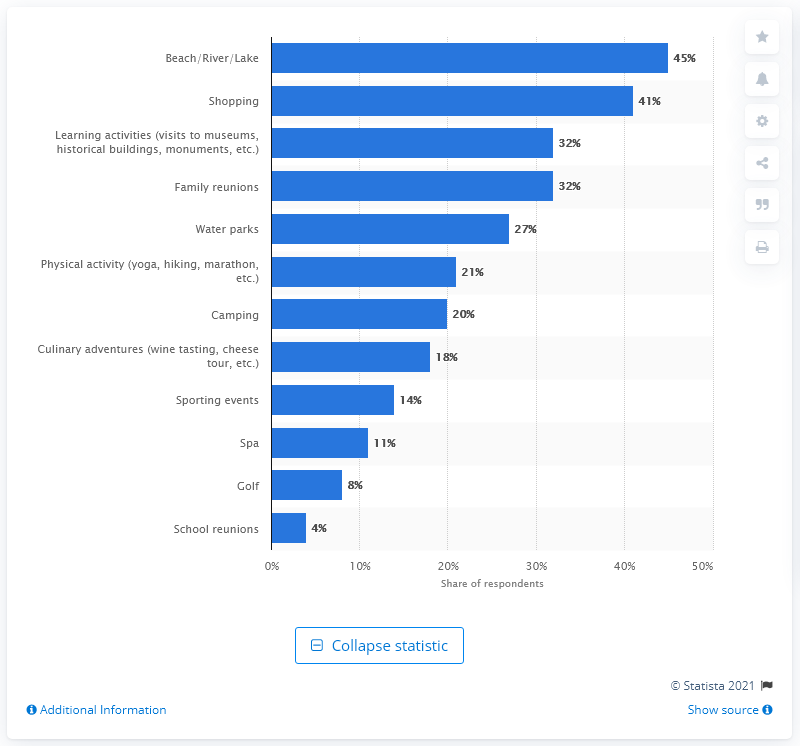 Beach/River/Lake 45%
Shopping 41%
Learning activities (visits to museums,
historical buildings, monuments, etc.) 32%
Family reunions 32%
Water parks 27%
Physical activity (yoga, hiking, marathon,
etc.) 21%
Camping 20%
Culinary adventures (wine tasting, cheese
tour, etc.) 18%
Sporting events 14%
Spa 11%
Golf 8%
School reunions 4%
0% 10% 20% 30% 40% 50%
Share of respondents
Collapse statistic
© Statista 2021
Additional Information Show source